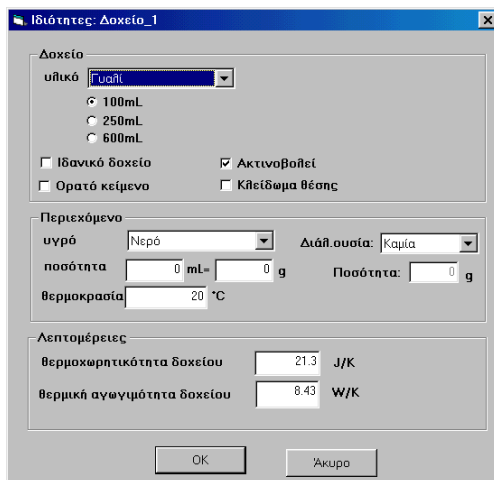 Ιδιότητες: Δοχείο_1
Δοχείο
υλικό Γυαλί
100mL
250mL
600mL
Ιδανικό δοχείο Ακτινοβολεί
Ορατό κείμενο Κλείδωμα θέσης
Περιεχόμενο
υγρό Νερό Διάλ.ουσία: Καμία
ποσότητα 0 mL= 0 g Ποσότητα: 0 g
θερμοκρασία 20 °C
Λεπτομέρειες
θερμοχωρητικότητα δοχείου 21.3 J/K
θερμική αγωγιμότητα δοχείου 8.43 W/K
OK Άκυρο